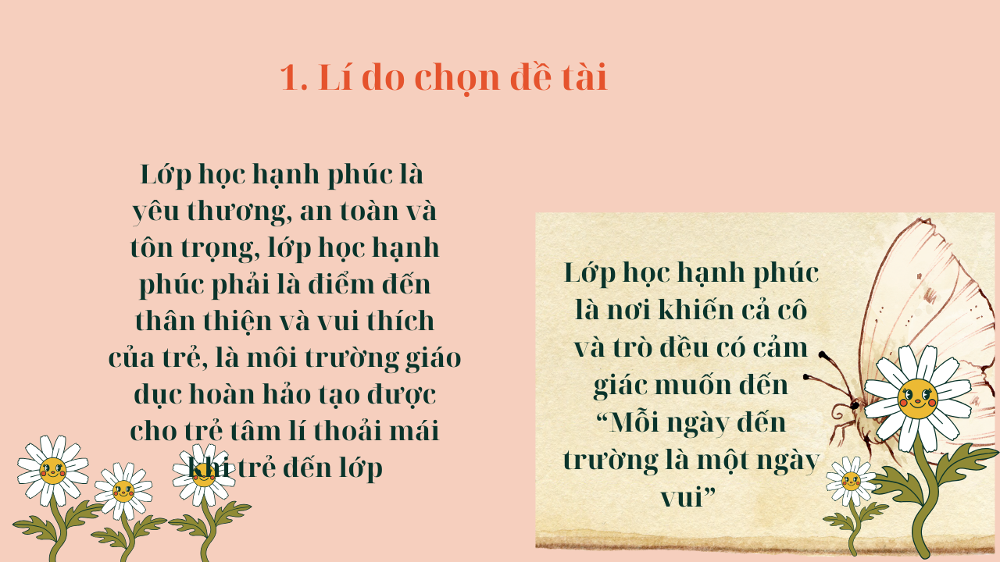 1. Lí do chọn đề tài
Lớp học hạnh phúc là
yêu thương, an toàn và
tôn trọng, lớp học hạnh
phúc phải là điểm đến
thân thiện và vui thích
của trẻ, là môi trường giáo
dục hoàn hảo tạo được
cho trẻ tâm lí thoải mái
khi trẻ đến lớp
Lớp học hạnh phúc
là nơi khiến cả cô
và trò đều có cảm
giác muốn đến
“Mỗi ngày đến
trường là một ngày
vui”